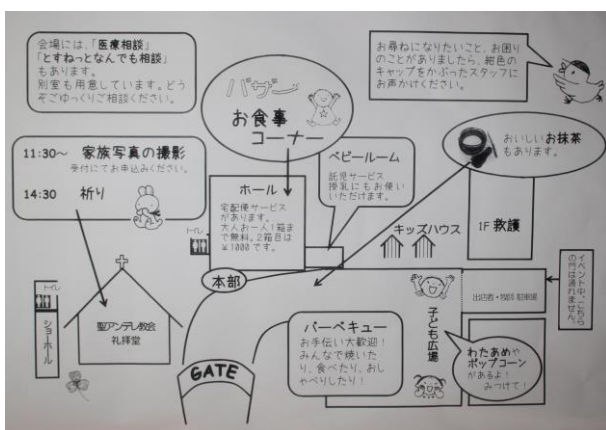 会場には、「医療相談」
「とすねっとなんでも相談」
もあります。
別室も用意しています。どう
ぞごゆっくりご相談ください。
バザー
お食事
コーナー
お尋ねになりたいこと、お困り
のことがありましたら、紺色の
キャップをかぶったスタッフに
お声かけください。
おいしいお抹茶
もあります。
11:30～ 家族写真の撮影
受付にてお申込みください。
14:30 祈り
ベビールーム
託児サービス
授乳にもお使い
いただけます。
ホール
宅配便サービス
があります。
大人お一人1箱まで
無料。2箱目は
¥1000です。
トイレ
キッズハウス
1F 救護
イベント中、こちら
の門は通れません。
本部
トイレ
ショーホール
聖アンデレ教会
礼拝堂
GATE
バーベキュー
お手伝い大歓迎！
みんなで焼いた
り、食べたり、おしゃ
べりしたり！
子ども広場
わたあめや
ポップコーン
があるよ！
みつけて！